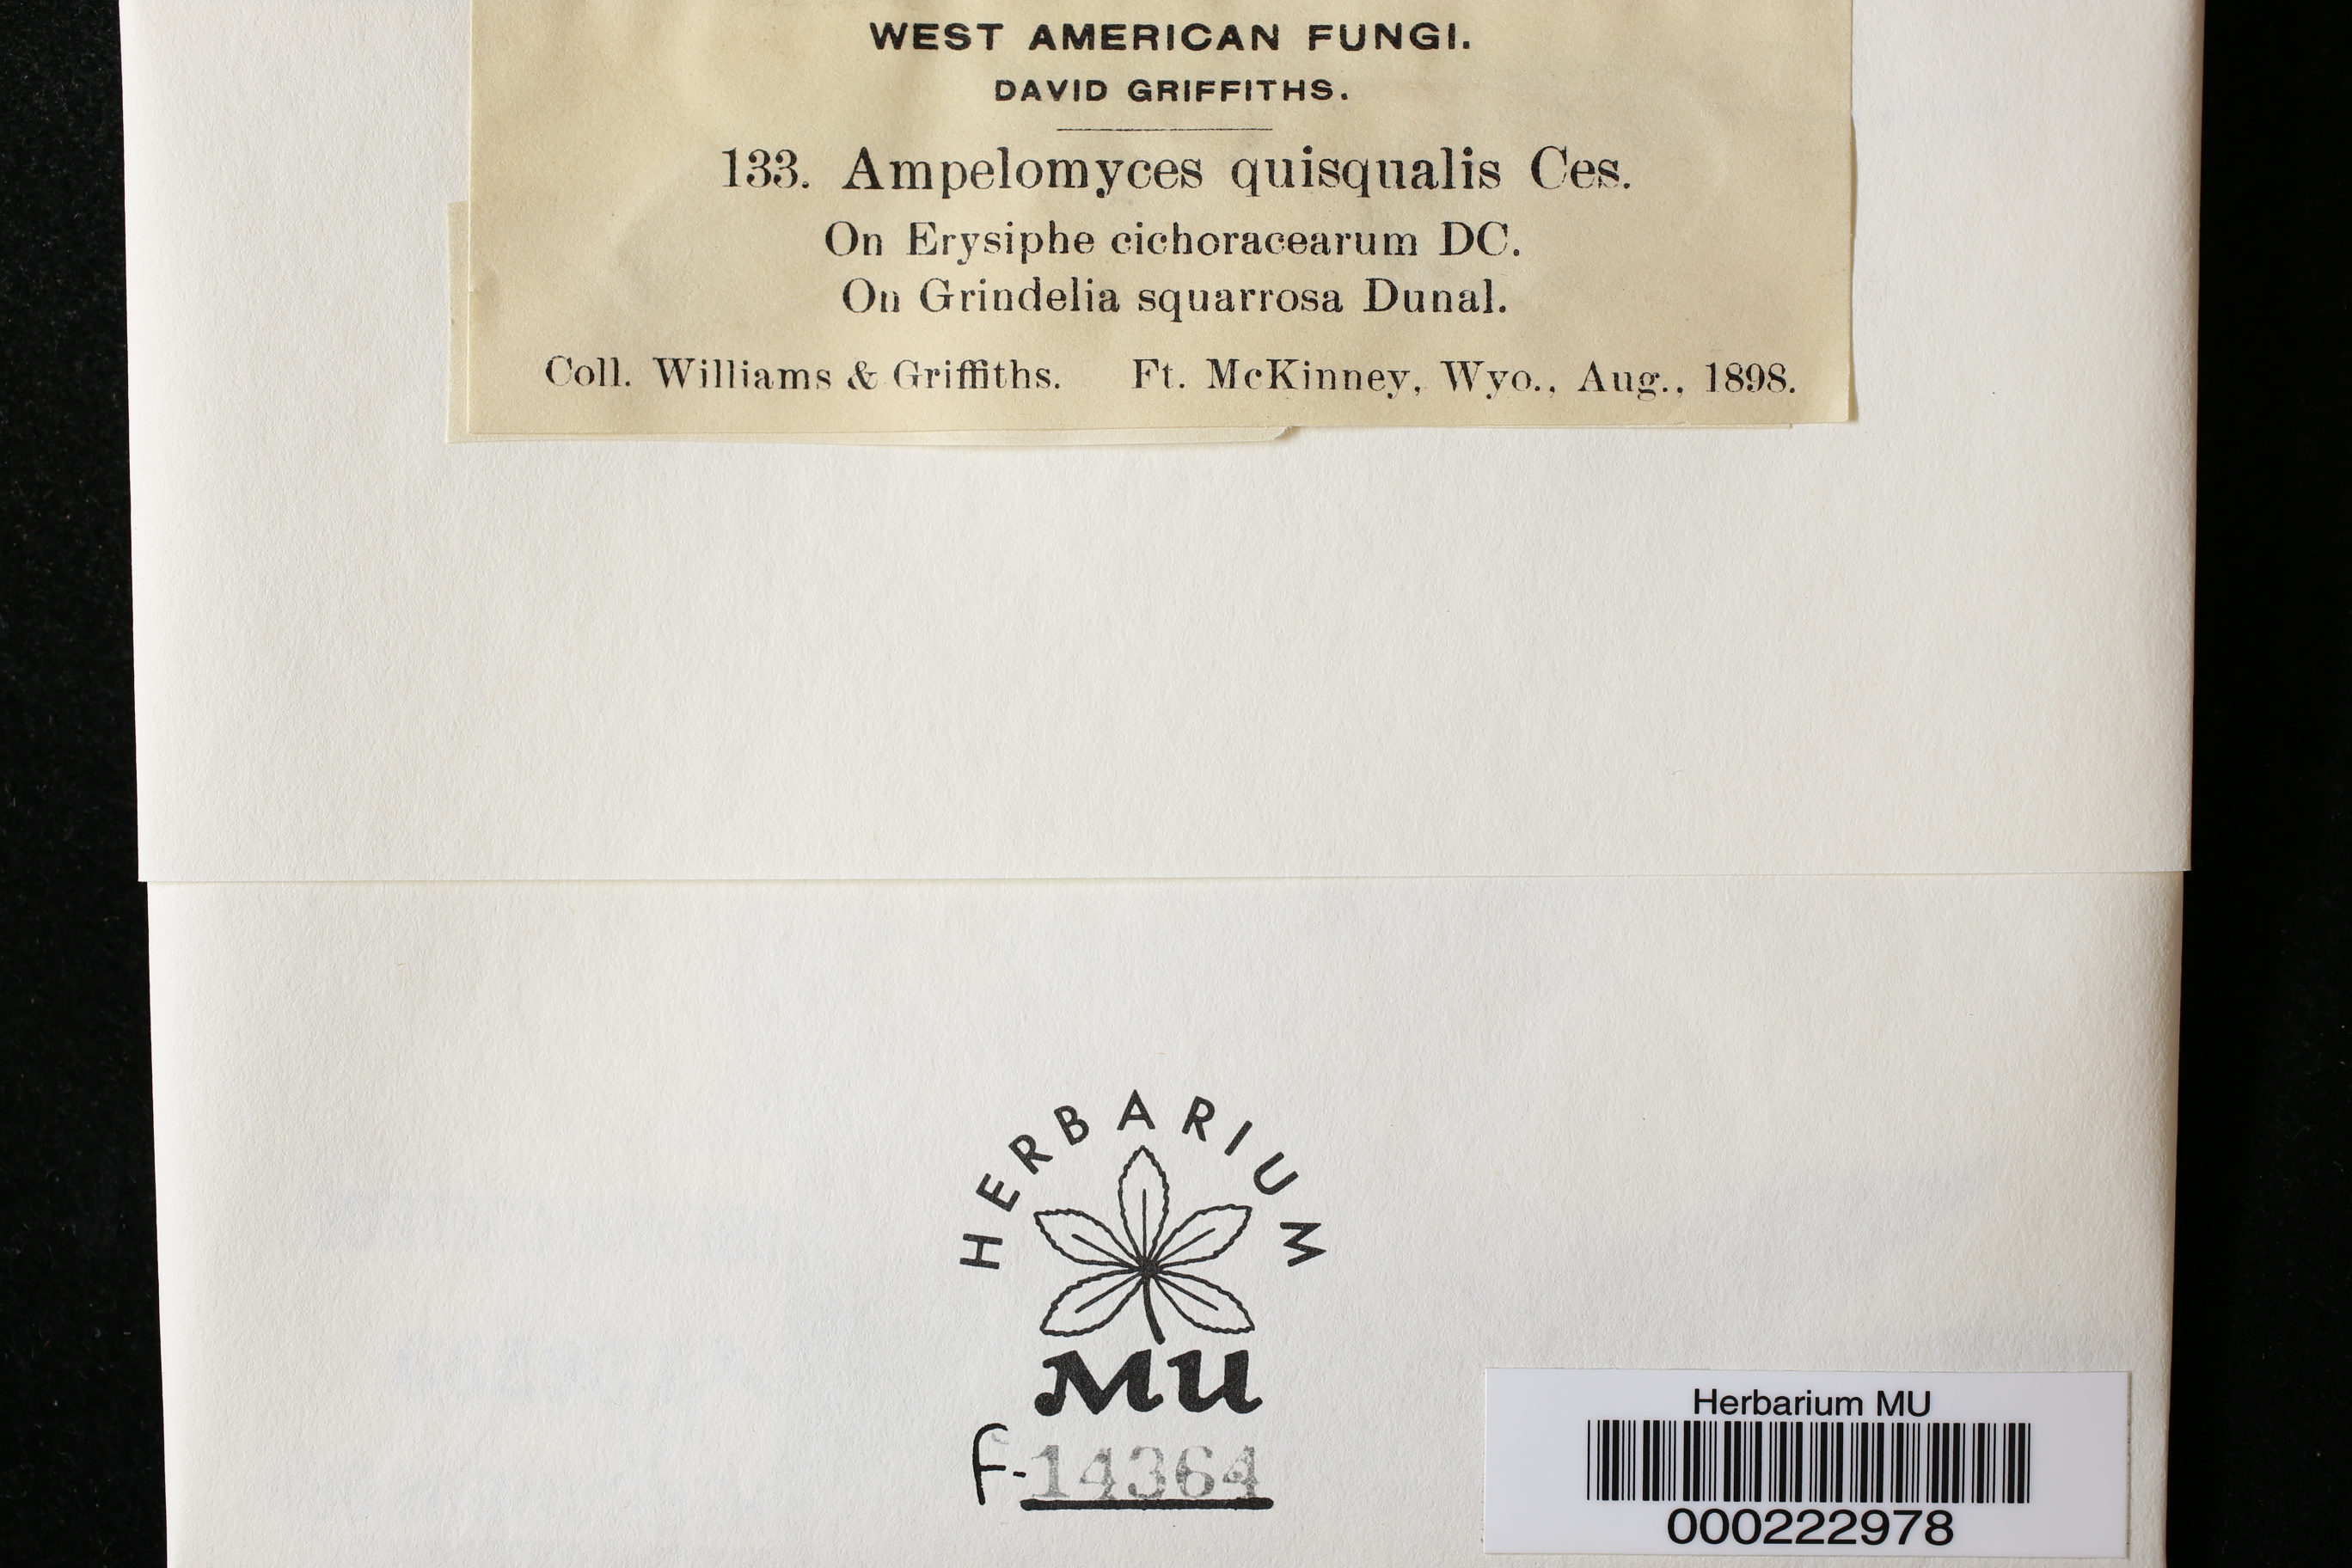 WEST AMERICAN FUNGI.
DAVID GRIFFITHS.
133. Ampelomyces quisqualis Ces.
On Erysiphe cichoracearum DC.
On Grindelia squarrosa Dunal.
Coll. Williams & Griffiths. Ft. McKinney, Wyo., Aug., 1898.
HERBARIUM
MU
F-14364
Herbarium MU
000222978